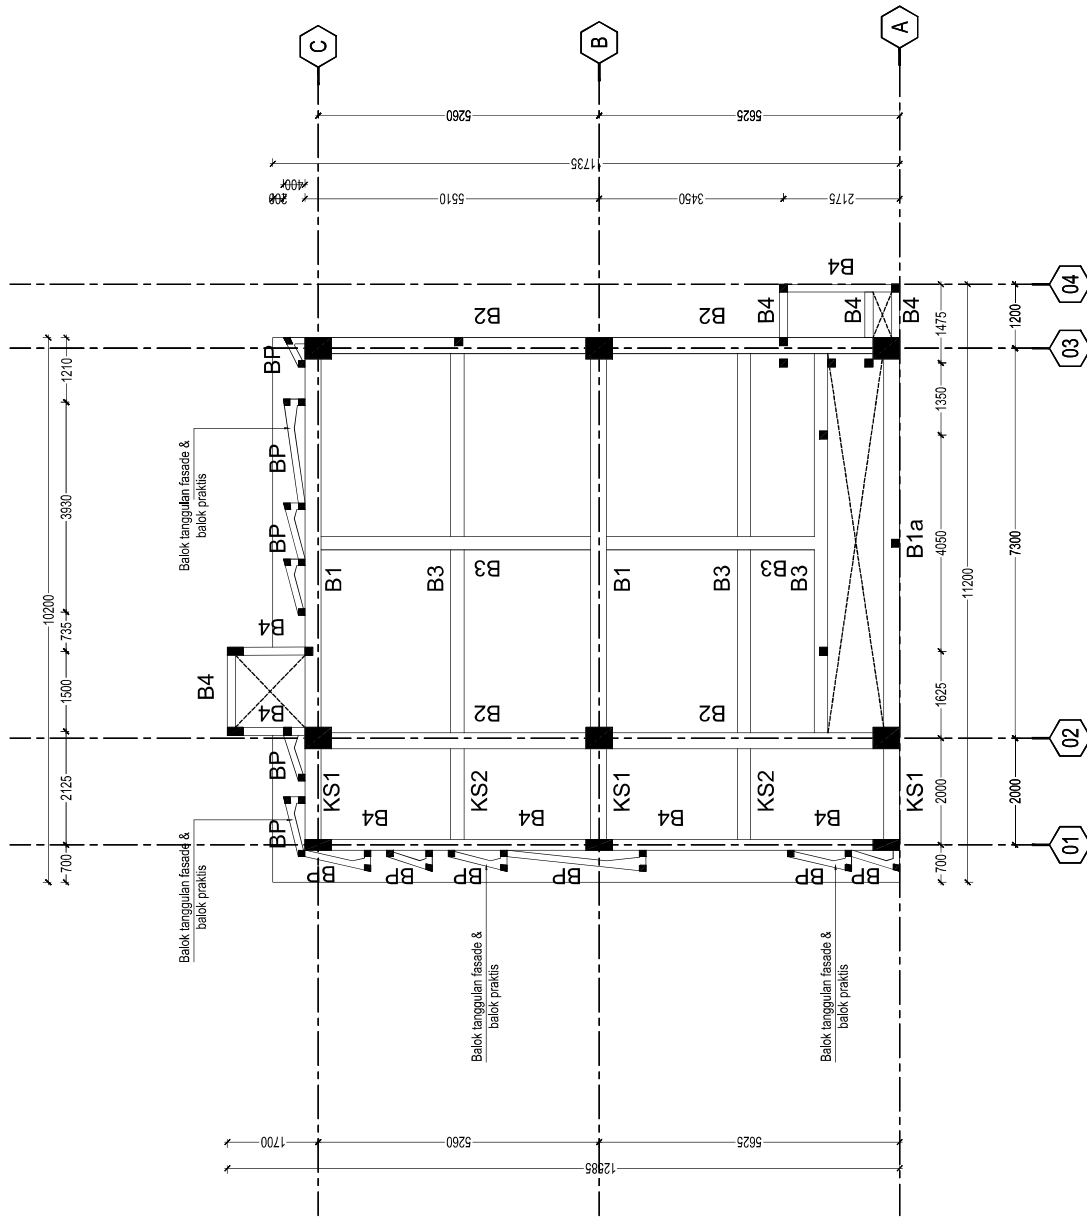 C
B
A
5260
5625
11735
400
200
5510
3450
2175
B4
04
B2
B2
B4
B4
B4
1475
1200
03
10200
1210
BP
1350
Balok tanggulan fasade &
balok praktis
3930
BP
BP
B1
B3
B3
B1
B3
B3
B3
B1a
4050
7300
11200
735
B4
B4
1500
B4
B2
B2
1625
02
2125
BP
BP
KS1
KS2
KS1
KS2
KS1
B4
B4
B4
B4
2000
2000
700
01
700
BP
BP
BP
BP
BP
BP
Balok tanggulan fasade &
balok praktis
Balok tanggulan fasade &
balok praktis
Balok tanggulan fasade &
balok praktis
1700
5260
5625
12585